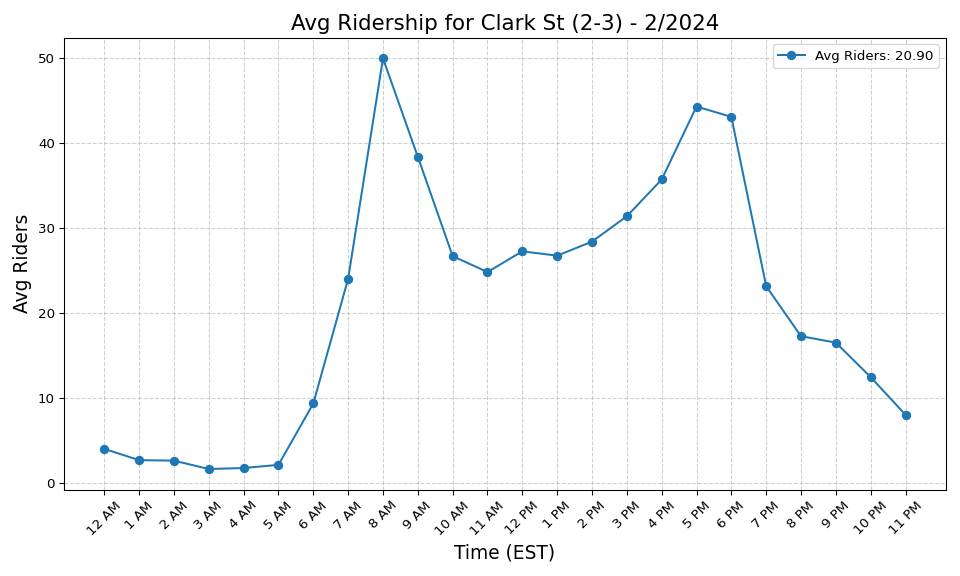 Avg Ridership for Clark St (2-3) - 2/2024
Avg Riders: 20.90
Avg Riders
50
40
30
20
10
0
12 AM
1 AM
2 AM
3 AM
4 AM
5 AM
6 AM
7 AM
8 AM
9 AM
10 AM
11 AM
12 PM
1 PM
2 PM
3 PM
4 PM
5 PM
6 PM
7 PM
8 PM
9 PM
10 PM
11 PM
Time (EST)